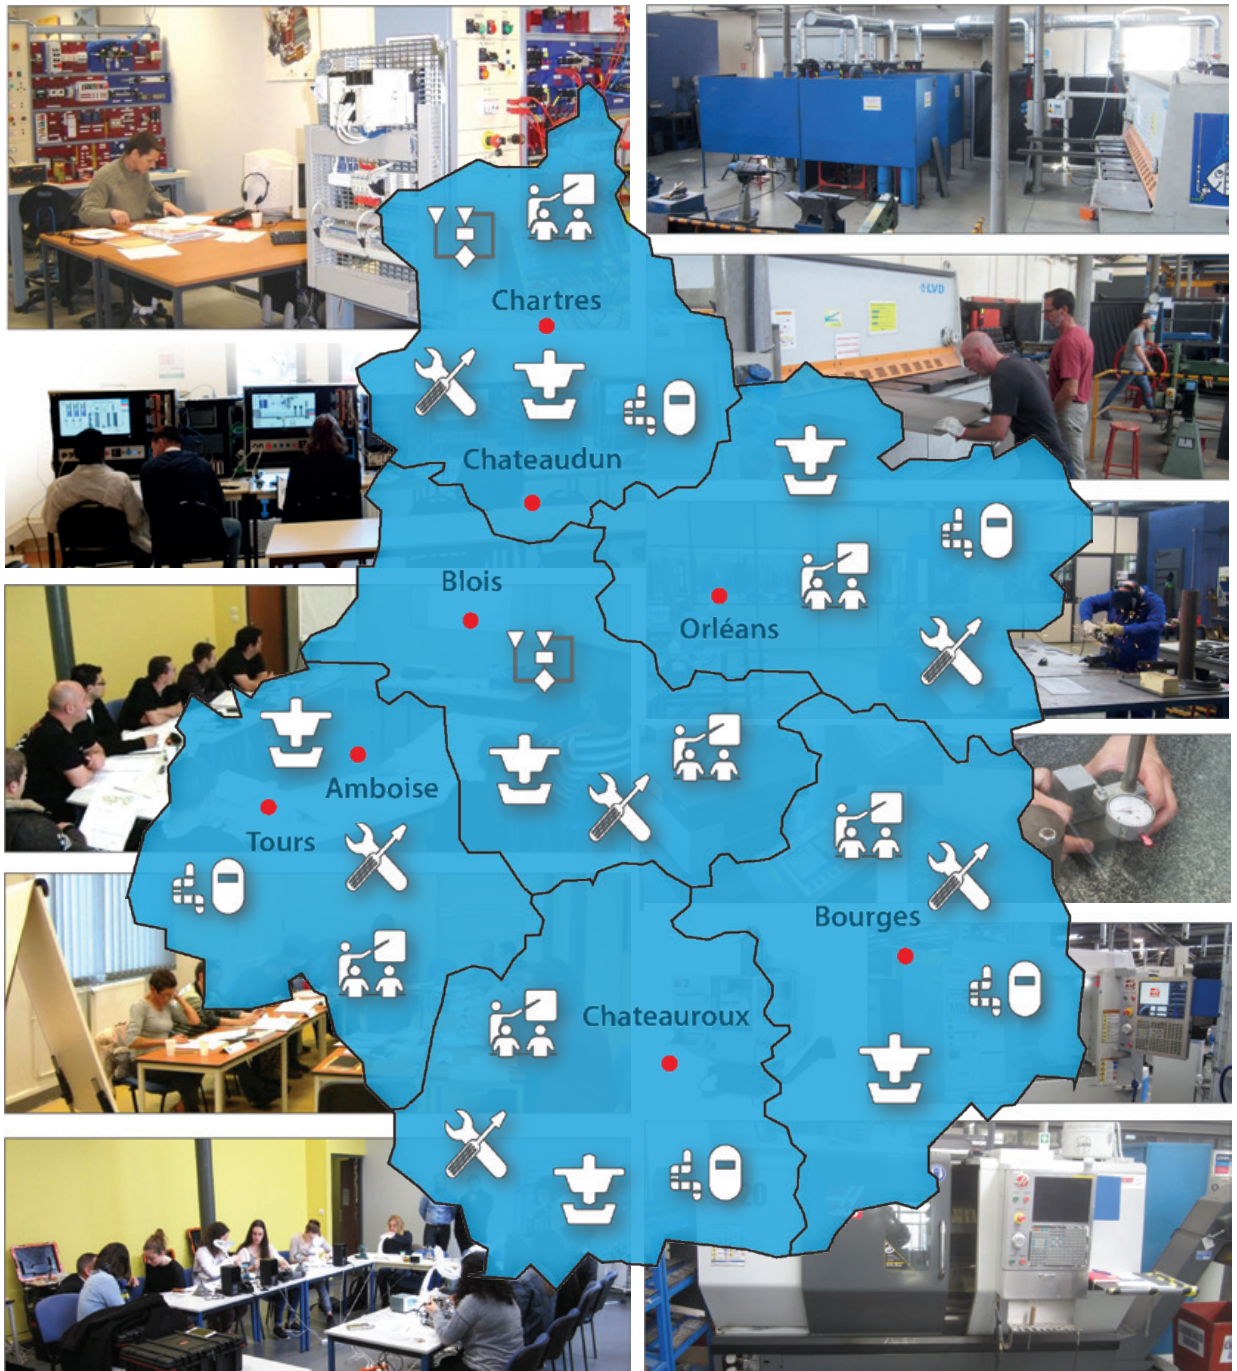 LVD
Chartres
Chateaudun
Blois
Orléans
Amboise
Tours
Bourges
Chateauroux